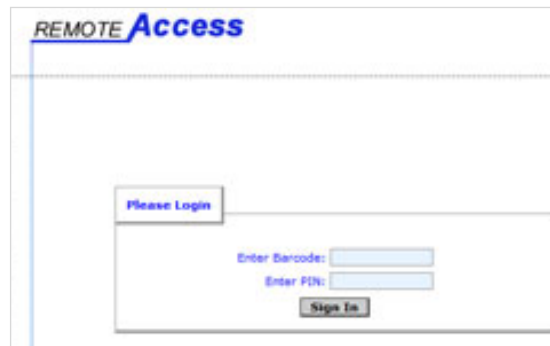 REMOTE Access
Please Login
Enter Barcode:
Enter PIN:
Sign In